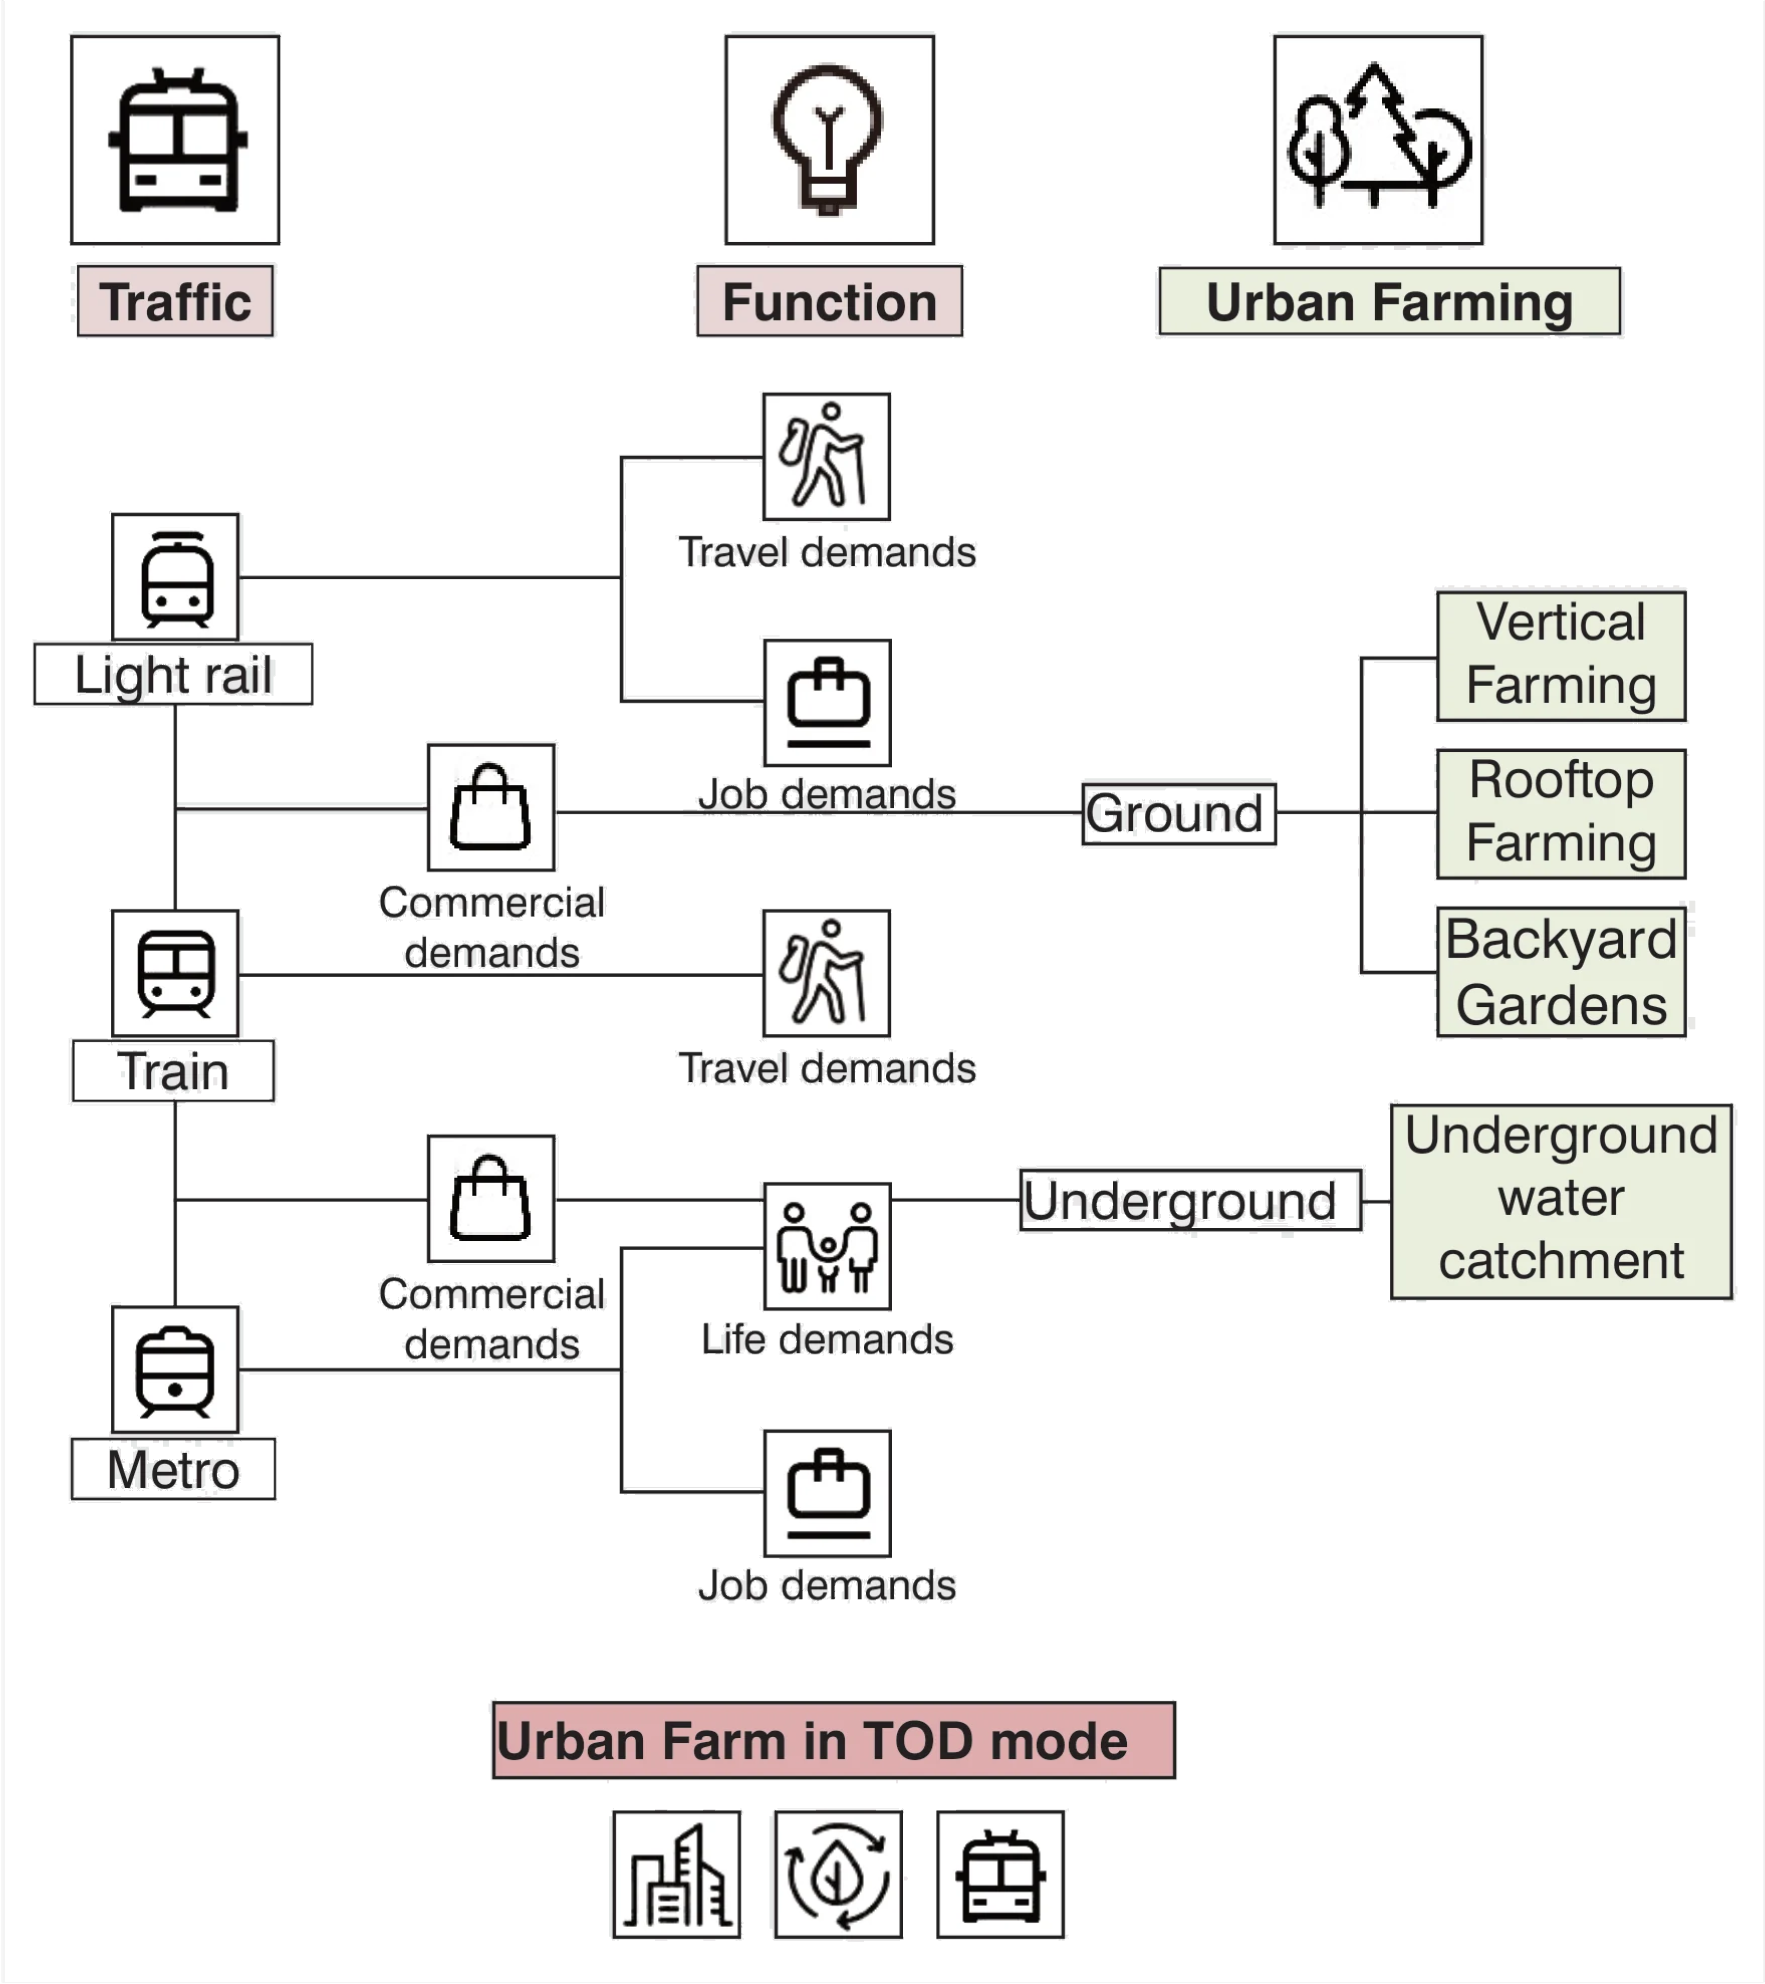 Traffic
Function
Urban Farming
Travel demands
Light rail
Job demands
Commercial
demands
Ground
Vertical
Farming
Rooftop
Farming
Backyard
Gardens
Train
Travel demands
Commercial
demands
Life demands
Underground
Underground
water
catchment
Metro
Job demands
Urban Farm in TOD mode